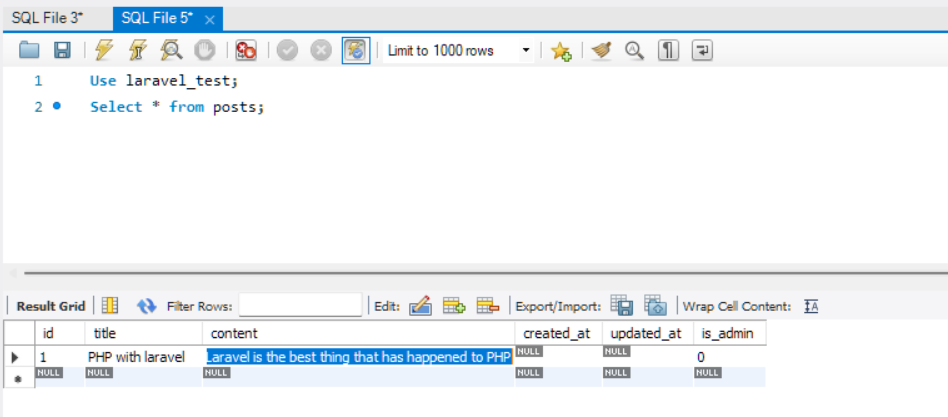 SQL File 3* SQL File 5*
Limit to 1000 rows
1 Use laravel_test;
2 Select * from posts;
Result Grid Filter Rows: Edit: Export/Import: Wrap Cell Content:
id title content created_at updated_at is_admin
1 PHP with laravel Laravel is the best thing that has happened to PHP NULL NULL 0
NULL NULL NULL NULL NULL NULL